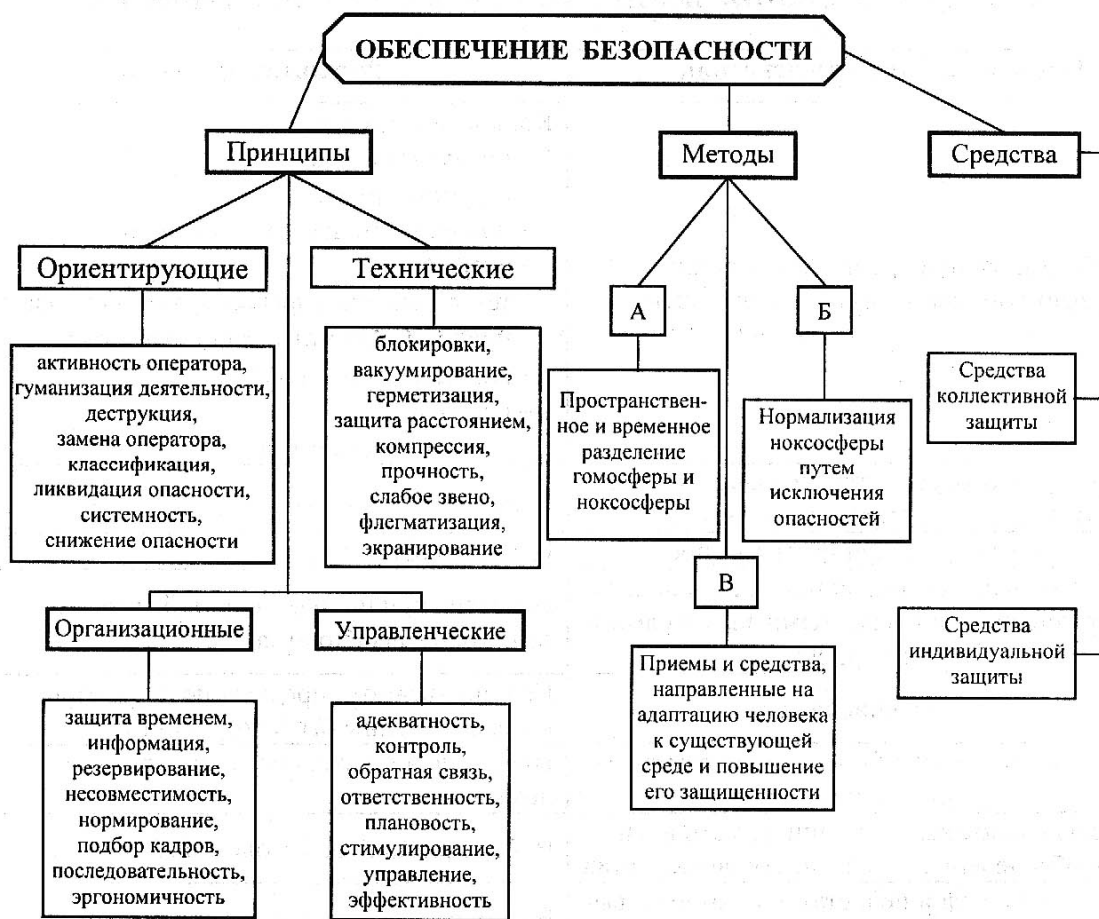 ОБЕСПЕЧЕНИЕ БЕЗОПАСНОСТИ
Принципы
Методы
Средства
Ориентирующие
Технические
активность оператора,
гуманизация деятельности,
деструкция,
замена оператора,
классификация,
ликвидация опасности,
системность,
снижение опасности
блокировки,
вакуумирование,
герметизация,
защита расстоянием,
компрессия,
прочность,
слабое звено,
флегматизация,
экранирование
А
Б
Пространствен-
ное и временное
разделение
гомосферы и
ноксосферы
Нормализация
ноксосферы
путем
исключения
опасностей
Средства
коллективной
защиты
В
Организационные
Управленческие
защита временем,
информация,
резервирование,
несовместимость,
нормирование,
подбор кадров,
последовательность,
эргономичность
адекватность,
контроль,
обратная связь,
ответственность,
плановость,
стимулирование,
управление,
эффективность
Приемы и средства,
направленные на
адаптацию человека
к существующей
среде и повышение
его защищенности
Средства
индивидуальной
защиты